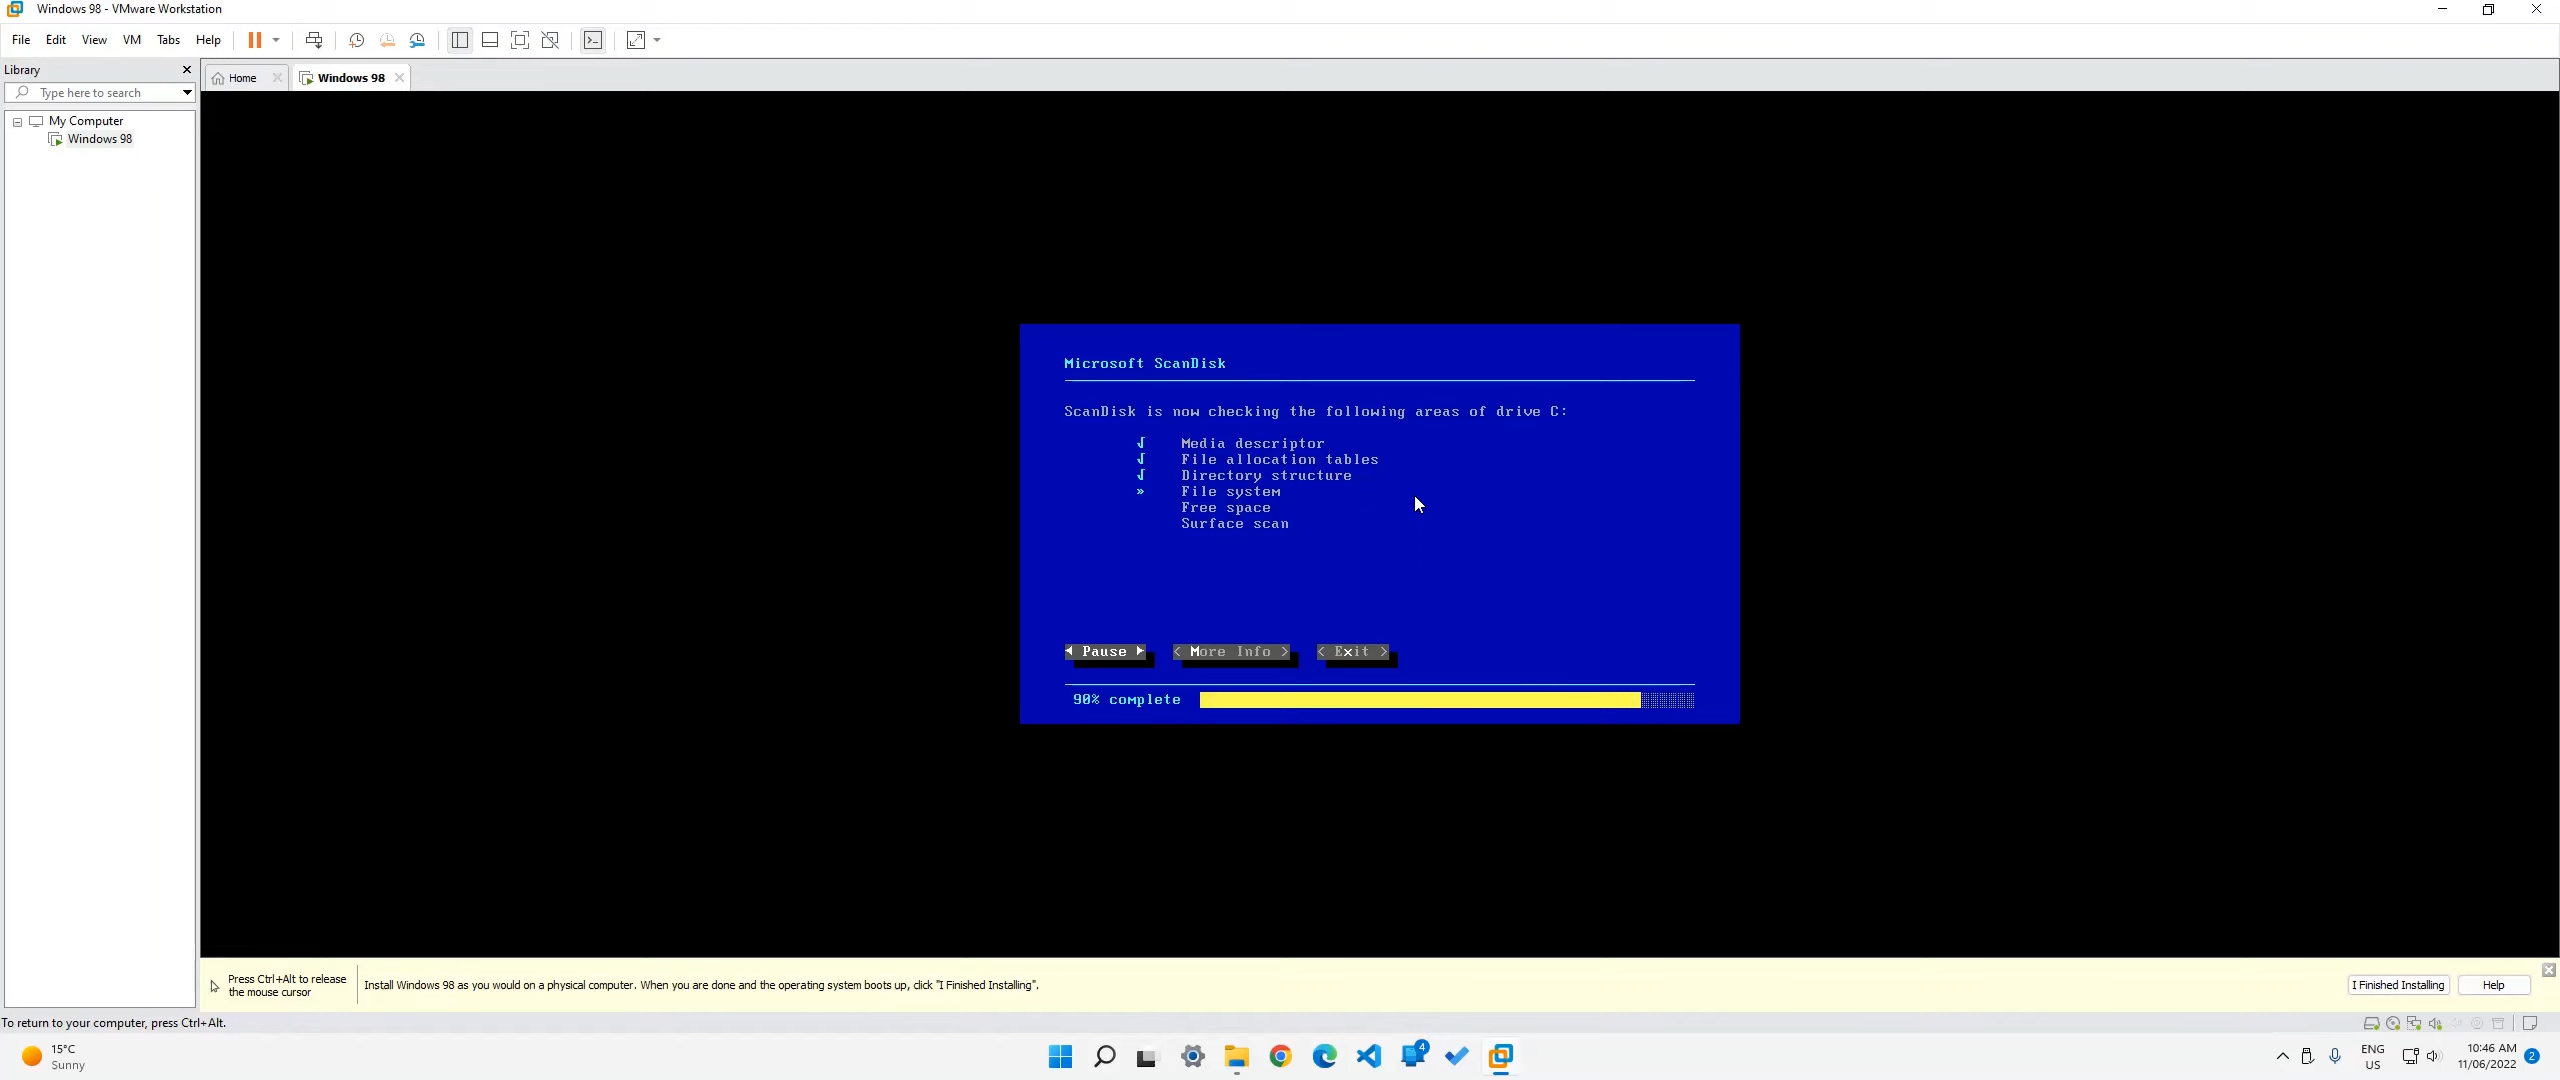 Windows 98 - VMware Workstation
File Edit View VM Tabs Help
Library
Type here to search
My Computer
Windows 98
Home
Windows 98
Microsoft ScanDisk
ScanDisk is now checking the following areas of drive C:
√ Media descriptor
√ File allocation tables
√ Directory structure
» File system
Free space
Surface scan
◄ Pause ► < More Info > < Exit >
90% complete
Press Ctrl+Alt to release
the mouse cursor
Install Windows 98 as you would on a physical computer. When you are done and the operating system boots up, click "I Finished Installing".
I Finished Installing
Help
To return to your computer, press Ctrl+Alt.
15°C
Sunny
4
ENG
US
10:46 AM
11/06/2022
2